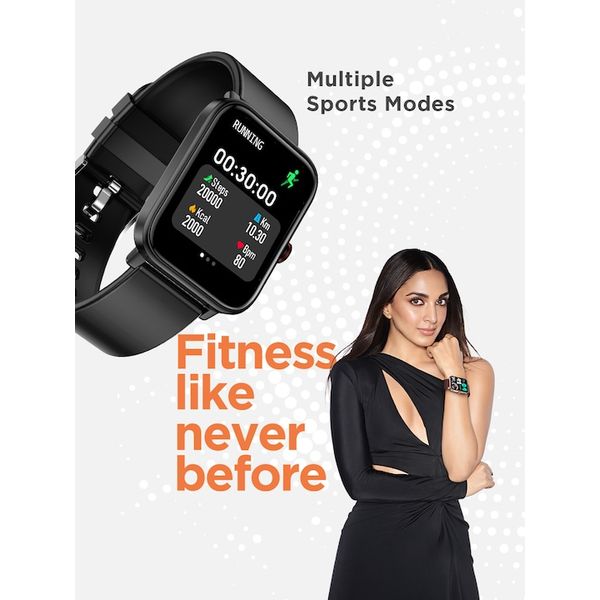 Multiple
Sports Modes
RUNNING
00:30:00
Steps
20000
Km
10.30
Kcal
2000
Bpm
80
Fitness
like
never
before